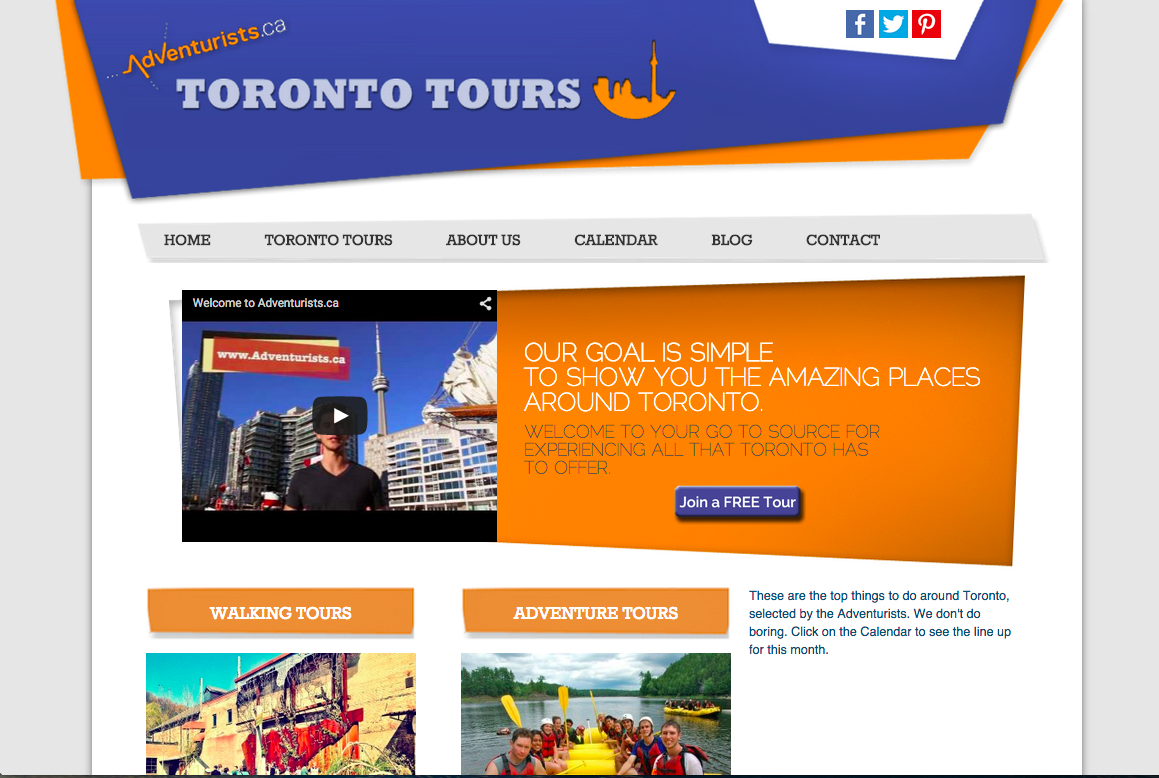 Adventurists.ca
TORONTO TOURS
HOME TORONTO TOURS ABOUT US CALENDAR BLOG CONTACT
Welcome to Adventurists.ca
www.Adventurists.ca
OUR GOAL IS SIMPLE
TO SHOW YOU THE AMAZING PLACES
AROUND TORONTO.
WELCOME TO YOUR GO TO SOURCE FOR
EXPERIENCING ALL THAT TORONTO HAS
TO OFFER.
Join a FREE Tour
WALKING TOURS
ADVENTURE TOURS
These are the top things to do around Toronto,
selected by the Adventurists. We don't do
boring. Click on the Calendar to see the line up
for this month.